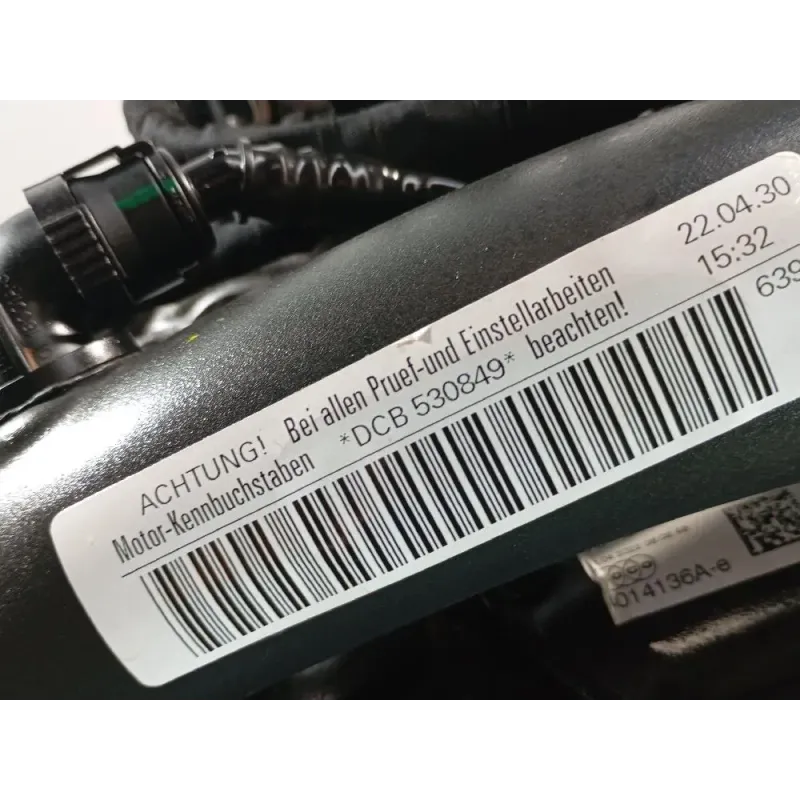 22.04.30
15:32
639
ACHTUNG! Bei allen Pruef-und Einstellarbeiten
Motor-Kennbuchstaben *DCB 530849* beachten!
014136A-e